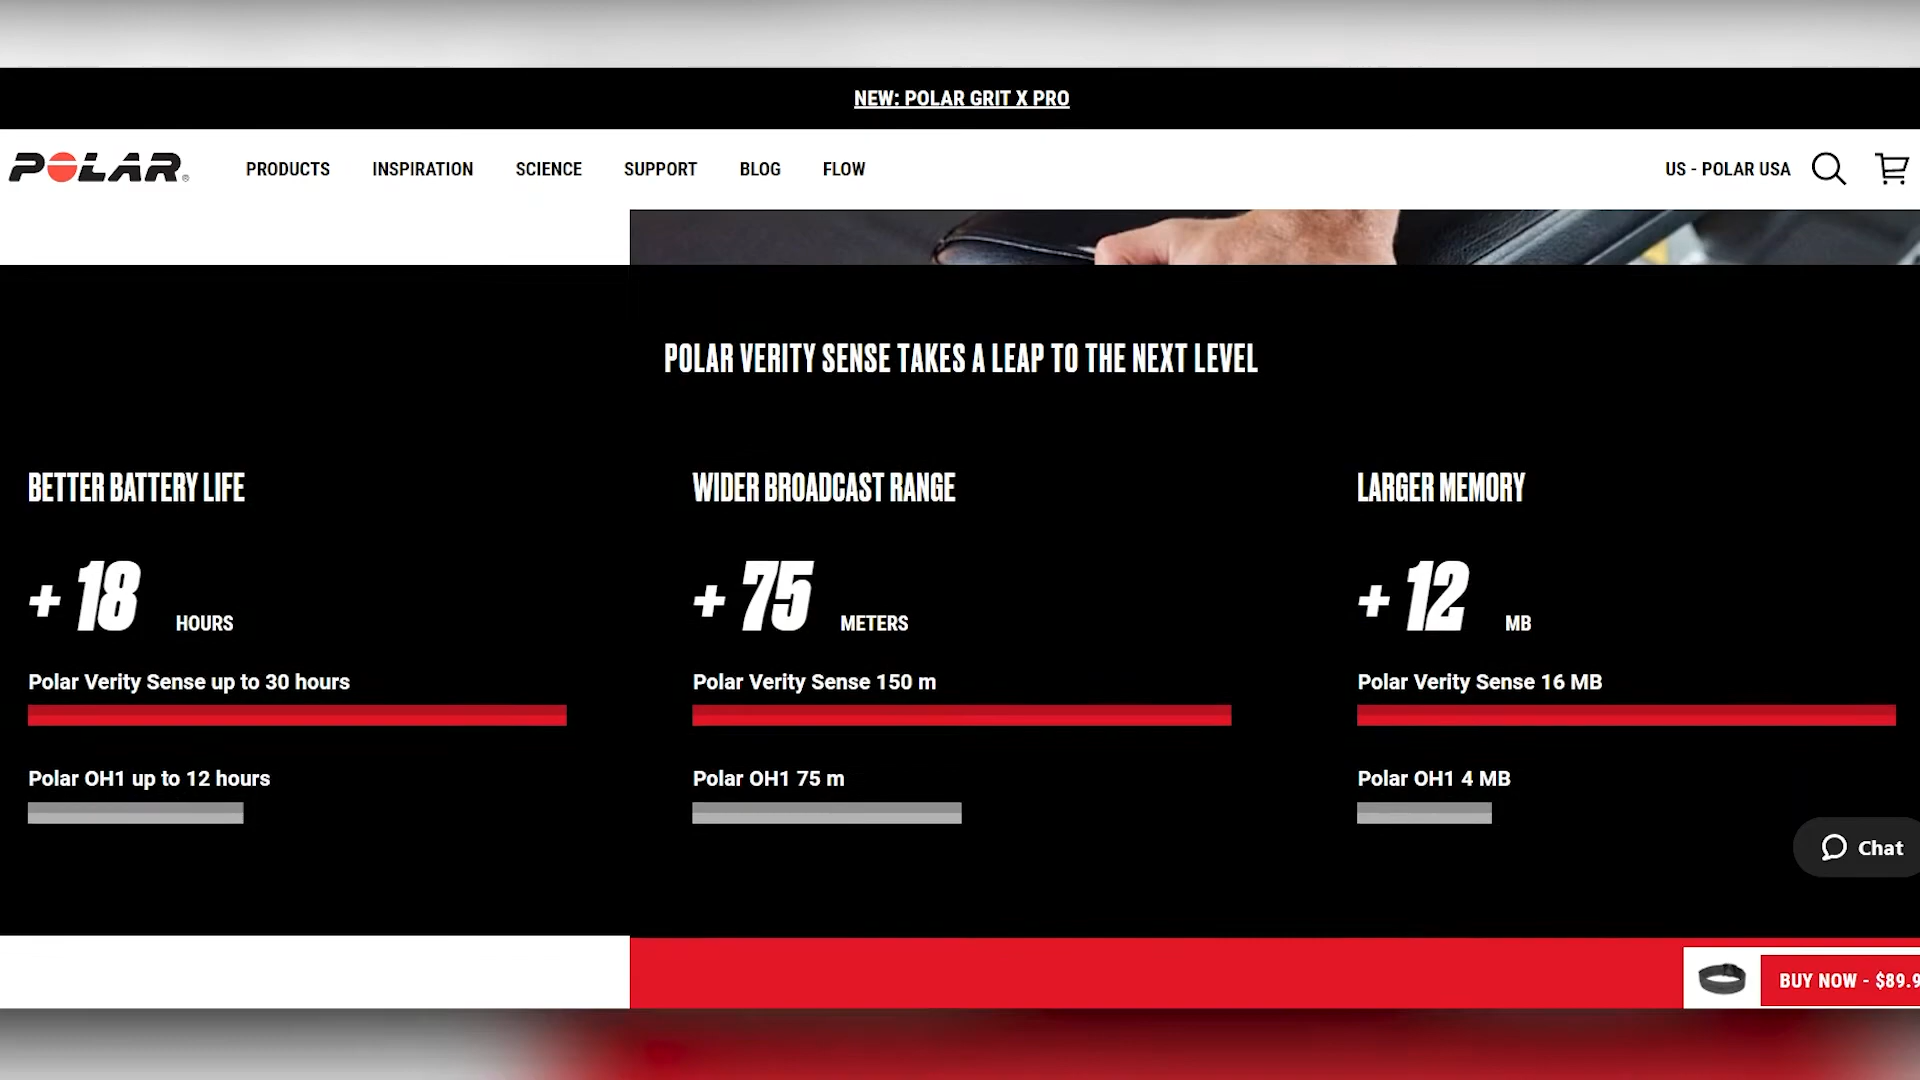 NEW: POLAR GRIT X PRO
POLAR
PRODUCTS INSPIRATION SCIENCE SUPPORT BLOG FLOW US - POLAR USA
POLAR VERITY SENSE TAKES A LEAP TO THE NEXT LEVEL
BETTER BATTERY LIFE
+ 18 HOURS
Polar Verity Sense up to 30 hours
Polar OH1 up to 12 hours
WIDER BROADCAST RANGE
+ 75 METERS
Polar Verity Sense 150 m
Polar OH1 75 m
LARGER MEMORY
+ 12 MB
Polar Verity Sense 16 MB
Polar OH1 4 MB
Chat
BUY NOW - $89.9